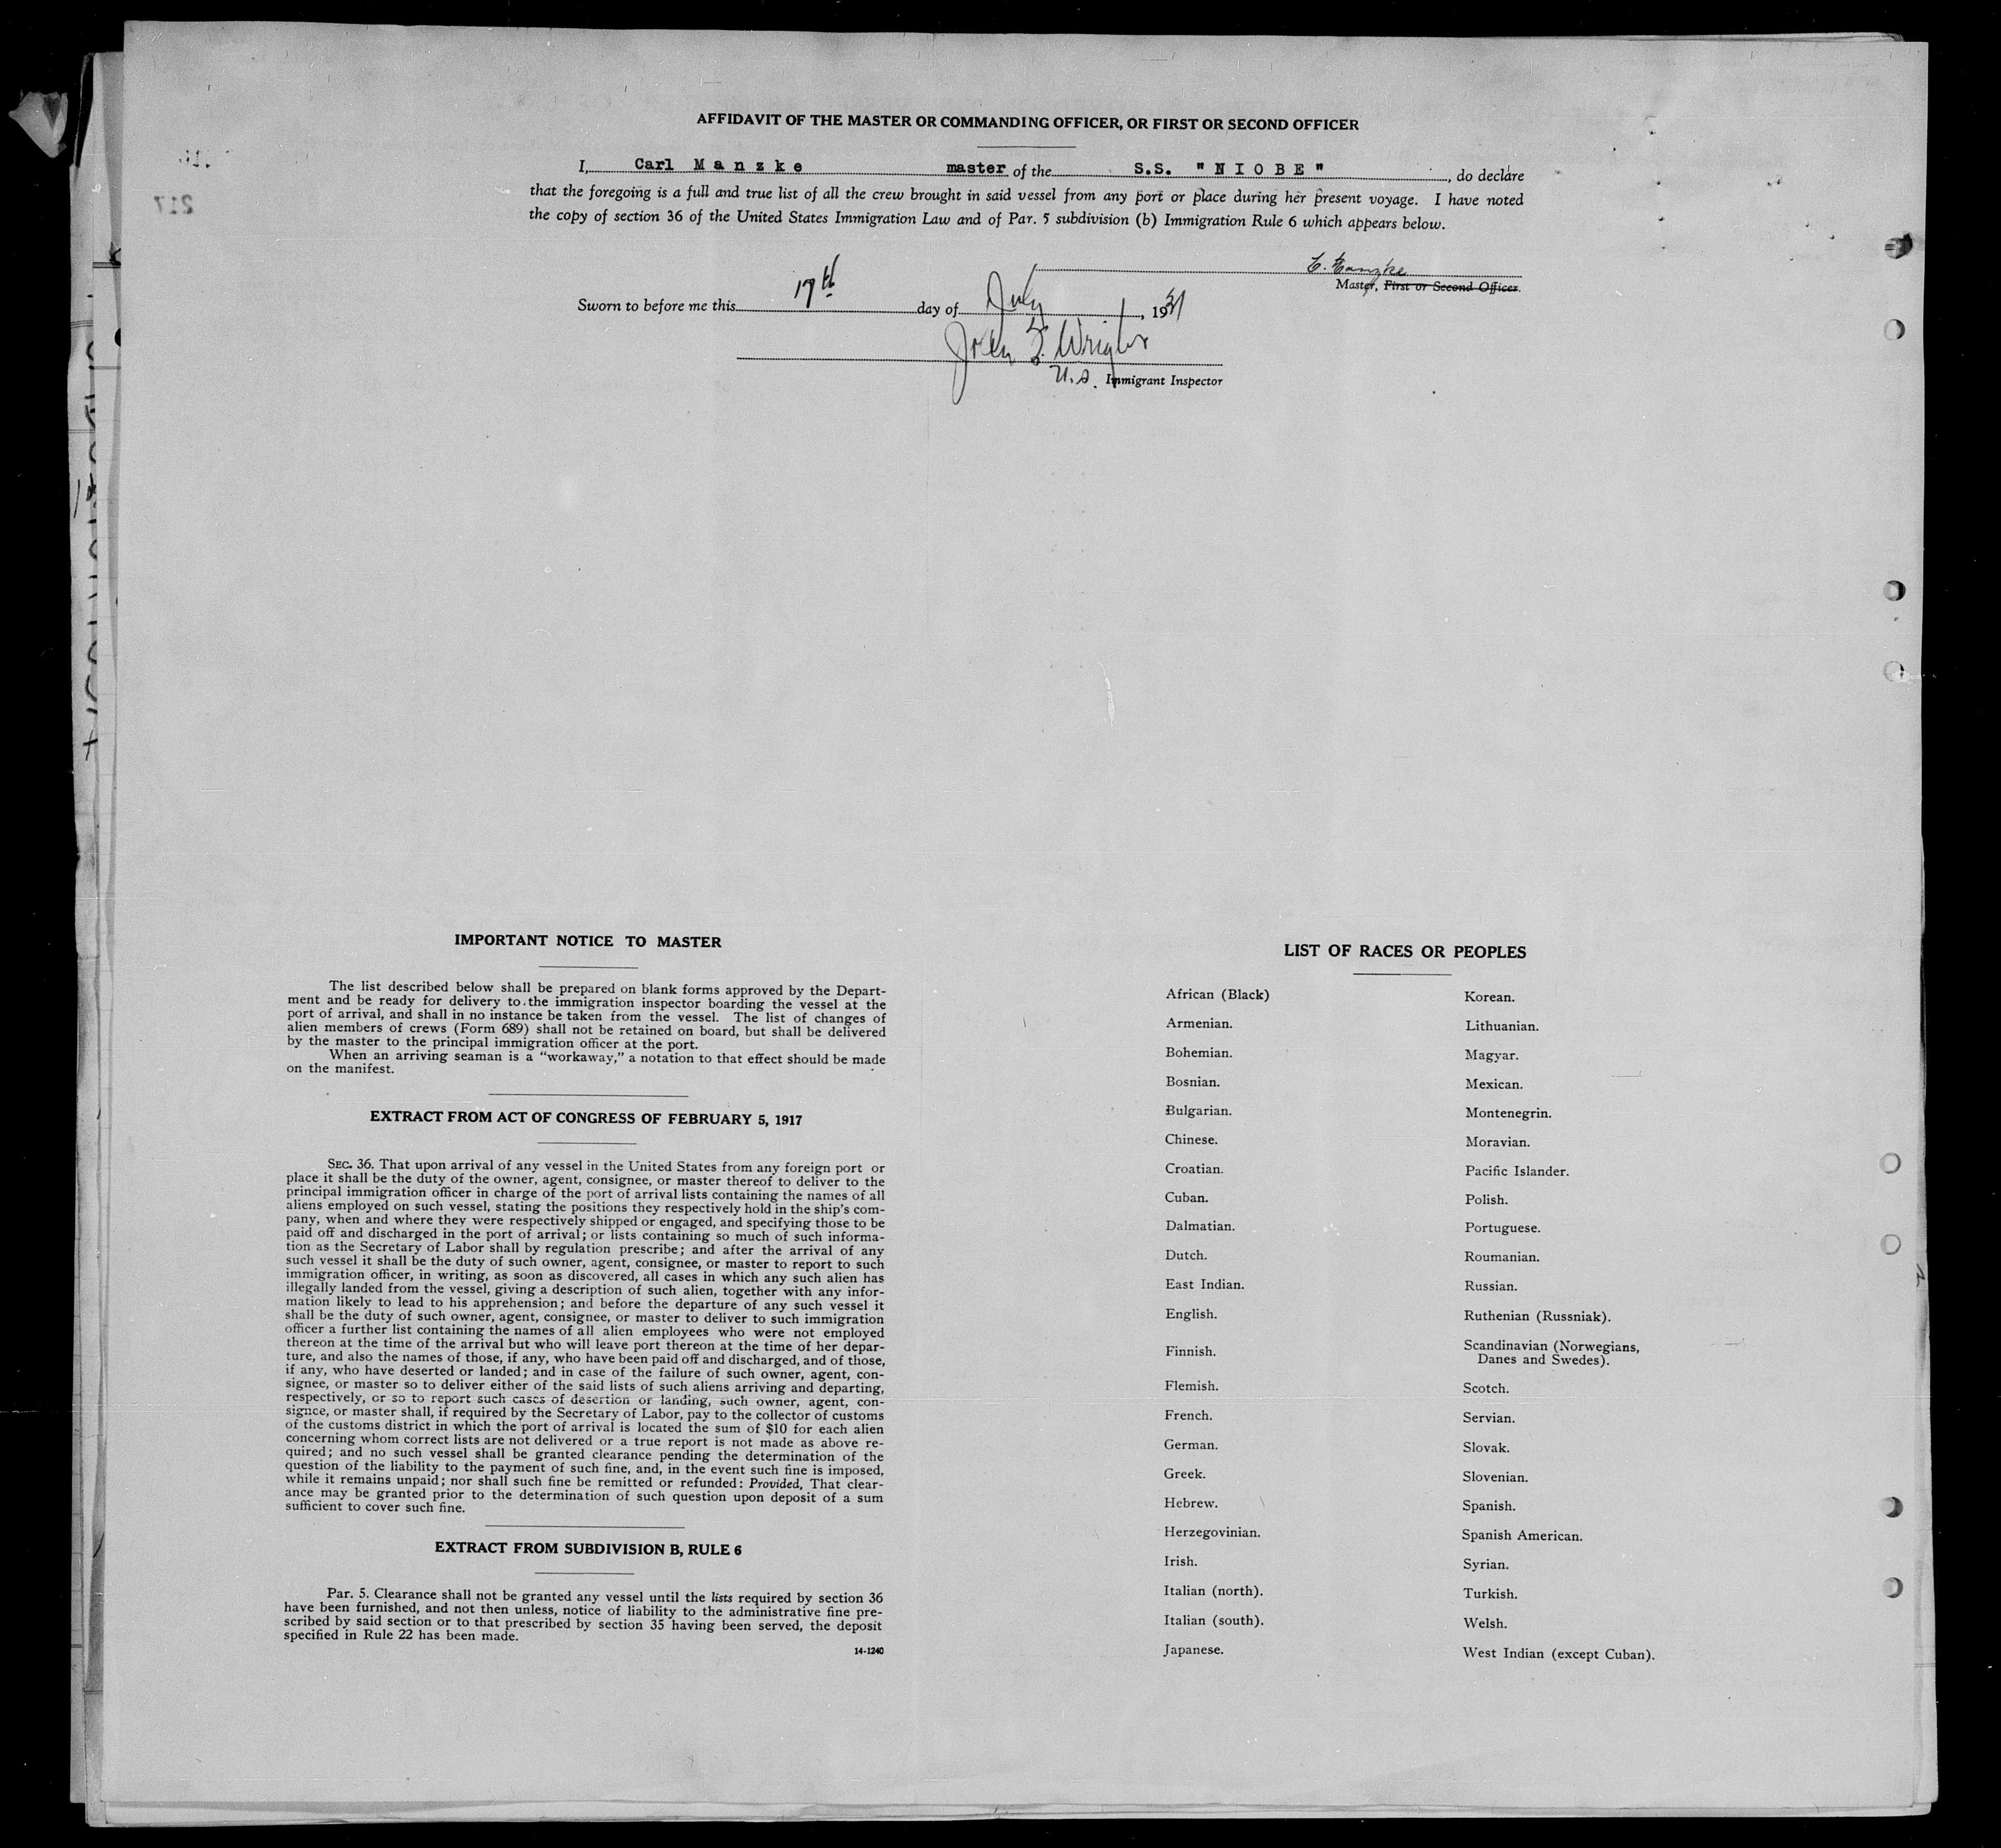 AFFIDAVIT OF THE MASTER OR COMMANDING OFFICER, OR FIRST OR SECOND OFFICER
I, Carl Manzke master of the S.S. "NIOBE", do declare
that the foregoing is a full and true list of all the crew brought in said vessel from any port or place during her present voyage. I have noted
the copy of section 36 of the United States Immigration Law and of Par. 5 subdivision (b) Immigration Rule 6 which appears below.
C. Manzke
Master, First or Second Officer.
Sworn to before me this 17th day of July, 1931
John Wright
U.S. Immigrant Inspector
217
IMPORTANT NOTICE TO MASTER
The list described below shall be prepared on blank forms approved by the Depart-
ment and be ready for delivery to the immigration inspector boarding the vessel at the
port of arrival, and shall in no instance be taken from the vessel. The list of changes of
alien members of crews (Form 689) shall not be retained on board, but shall be delivered
by the master to the principal immigration officer at the port.
When an arriving seaman is a "workaway," a notation to that effect should be made
on the manifest.
EXTRACT FROM ACT OF CONGRESS OF FEBRUARY 5, 1917
SEC. 36. That upon arrival of any vessel in the United States from any foreign port or
place it shall be the duty of the owner, agent, consignee, or master thereof to deliver to the
principal immigration officer in charge of the port of arrival lists containing the names of all
aliens employed on such vessel, stating the positions they respectively hold in the ship's com-
pany, when and where they were respectively shipped or engaged, and specifying those to be
paid off and discharged in the port of arrival; or lists containing so much of such informa-
tion as the Secretary of Labor shall by regulation prescribe; and after the arrival of any
such vessel it shall be the duty of such owner, agent, consignee, or master to report to such
immigration officer, in writing, as soon as discovered, all cases in which any such alien has
illegally landed from the vessel, giving a description of such alien, together with any infor-
mation likely to lead to his apprehension; and before the departure of any such vessel it
shall be the duty of such owner, agent, consignee, or master to deliver to such immigration
officer a further list containing the names of all alien employees who were not employed
thereon at the time of the arrival but who will leave port thereon at the time of her depar-
ture, and also the names of those, if any, who have been paid off and discharged, and of those,
if any, who have deserted or landed; and in case of the failure of such owner, agent, con-
signee, or master so to deliver either of the said lists of such aliens arriving and departing,
respectively, or so to report such cases of desertion or landing, such owner, agent, con-
signee, or master shall, if required by the Secretary of Labor, pay to the collector of customs
of the customs district in which the port of arrival is located the sum of $10 for each alien
concerning whom correct lists are not delivered or a true report is not made as above re-
quired; and no such vessel shall be granted clearance pending the determination of the
question of the liability to the payment of such fine, and, in the event such fine is imposed,
while it remains unpaid; nor shall such fine be remitted or refunded: Provided, That clear-
ance may be granted prior to the determination of such question upon deposit of a sum
sufficient to cover such fine.
EXTRACT FROM SUBDIVISION B, RULE 6
Par. 5. Clearance shall not be granted any vessel until the lists required by section 36
have been furnished, and not then unless, notice of liability to the administrative fine pre-
scribed by said section or to that prescribed by section 35 having been served, the deposit
specified in Rule 22 has been made.
14-1240
LIST OF RACES OR PEOPLES
African (Black)
Armenian.
Bohemian.
Bosnian.
Bulgarian.
Chinese.
Croatian.
Cuban.
Dalmatian.
Dutch.
East Indian.
English.
Finnish.
Flemish.
French.
German.
Greek.
Hebrew.
Herzegovinian.
Irish.
Italian (north).
Italian (south).
Japanese.
Korean.
Lithuanian.
Magyar.
Mexican.
Montenegrin.
Moravian.
Pacific Islander.
Polish.
Portuguese.
Roumanian.
Russian.
Ruthenian (Russniak).
Scandinavian (Norwegians,
Danes and Swedes).
Scotch.
Servian.
Slovak.
Slovenian.
Spanish.
Spanish American.
Syrian.
Turkish.
Welsh.
West Indian (except Cuban).